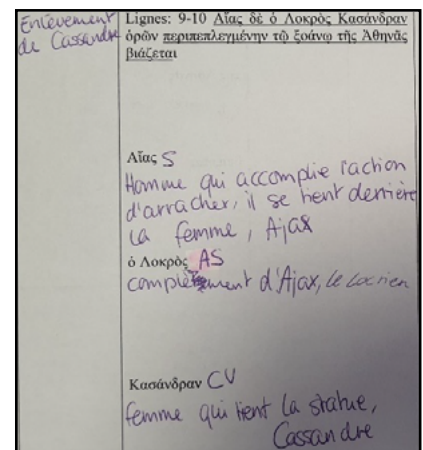 Enlèvement
de Cassandre
Lignes: 9-10 Αἴας δὲ ὁ Λοκρὸς Κασάνδραν
ὁρῶν περιπεπλεγμένην τῷ ξοάνῳ τῆς Ἀθηνᾶς
βιάζεται
Αἴας S
Homme qui accomplie l'action
d'arracher, il se tient derrière
la femme, Ajax
ὁ Λοκρὸς AS
complément d'Ajax, le Locrien
Κασάνδραν CV
femme qui tient la statue,
Cassandre